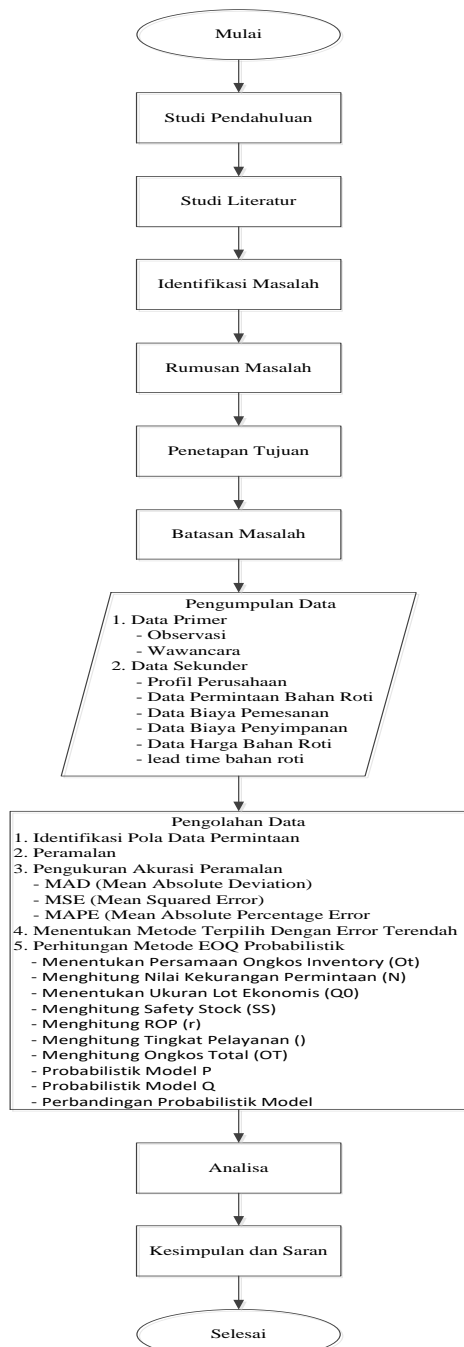 Mulai
Studi Pendahuluan
Studi Literatur
Identifikasi Masalah
Rumusan Masalah
Penetapan Tujuan
Batasan Masalah
Pengumpulan Data
1. Data Primer
- Observasi
- Wawancara
2. Data Sekunder
- Profil Perusahaan
- Data Permintaan Bahan Roti
- Data Biaya Pemesanan
- Data Biaya Penyimpanan
- Data Harga Bahan Roti
- lead time bahan roti
Pengolahan Data
1. Identifikasi Pola Data Permintaan
2. Peramalan
3. Pengukuran Akurasi Peramalan
- MAD (Mean Absolute Deviation)
- MSE (Mean Squared Error)
- MAPE (Mean Absolute Percentage Error
4. Menentukan Metode Terpilih Dengan Error Terendah
5. Perhitungan Metode EOQ Probabilistik
- Menentukan Persamaan Ongkos Inventory (Ot)
- Menghitung Nilai Kekurangan Permintaan (N)
- Menentukan Ukuran Lot Ekonomis (Q0)
- Menghitung Safety Stock (SS)
- Menghitung ROP (r)
- Menghitung Tingkat Pelayanan ()
- Menghitung Ongkos Total (OT)
- Probabilistik Model P
- Probabilistik Model Q
- Perbandingan Probabilistik Model
Analisa
Kesimpulan dan Saran
Selesai